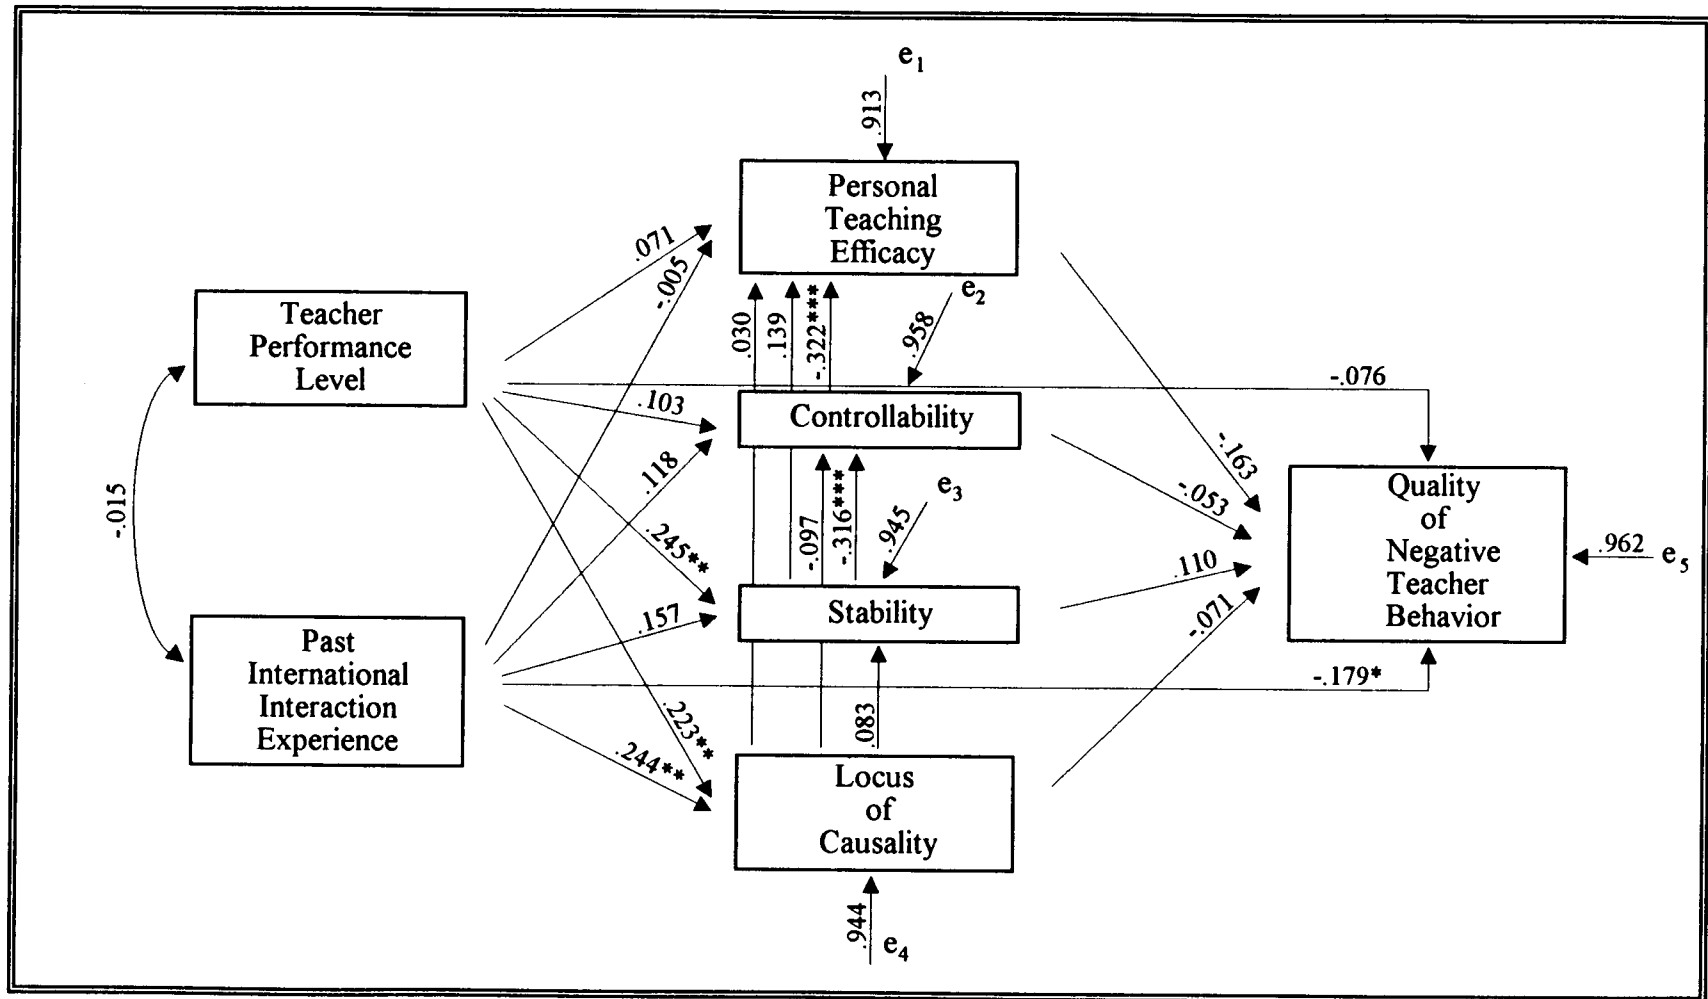 e1
.913
Personal
Teaching
Efficacy
.071
-.005
e2
.030
.139
-.322***
.958
Teacher
Performance
Level
-.076
.103
Controllability
.118
-.163
-.053
-.015
-.097
-.316***
e3
.945
Quality
of
Negative
Teacher
Behavior
.962 e5
.245**
.110
Stability
.157
-.071
Past
International
Interaction
Experience
-.179*
.223**
.083
.244**
Locus
of
Causality
.944
e4